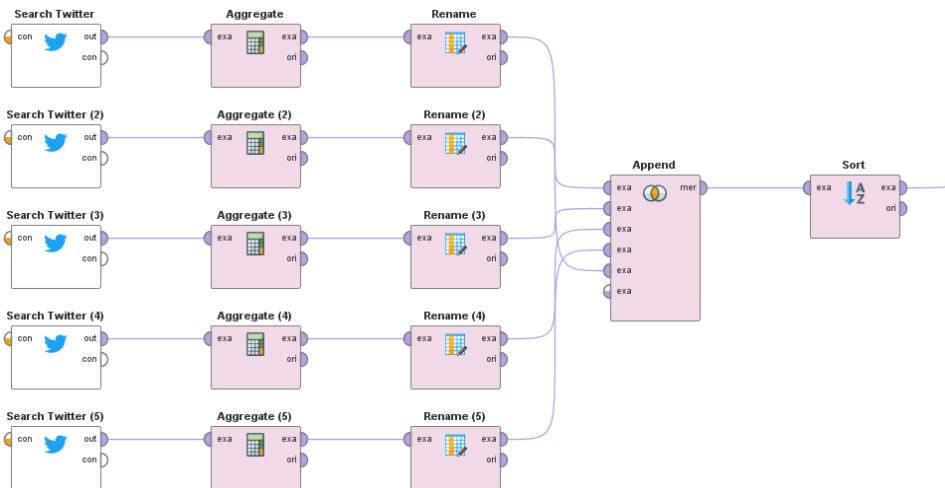 Search Twitter Aggregate Rename
con out exa exa exa exa
con ori ori
Search Twitter (2) Aggregate (2) Rename (2)
con out exa exa exa exa
con ori ori
Append Sort
exa mer exa exa
exa ori
exa
exa
exa
exa
A
Z
Search Twitter (3) Aggregate (3) Rename (3)
con out exa exa exa exa
con ori ori
Search Twitter (4) Aggregate (4) Rename (4)
con out exa exa exa exa
con ori ori
Search Twitter (5) Aggregate (5) Rename (5)
con out exa exa exa exa
con ori ori